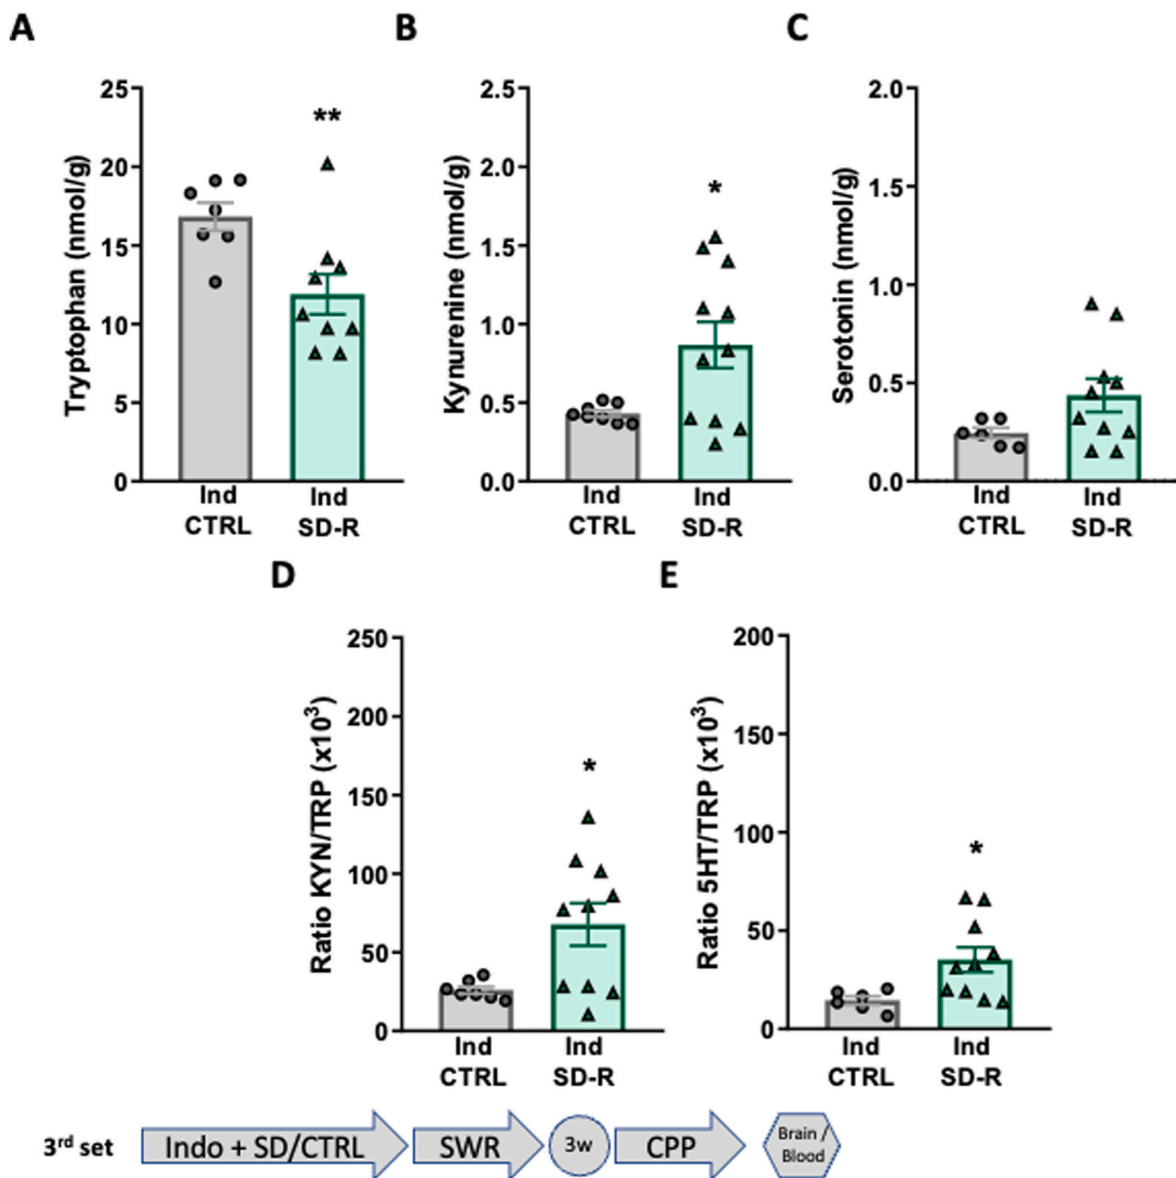 A
B
C
25
20
15
10
5
0
Tryptophan (nmol/g)
**
Ind
CTRL
Ind
SD-R
2.5
2.0
1.5
1.0
0.5
0.0
Kynurenine (nmol/g)
*
Ind
CTRL
Ind
SD-R
2.0
1.5
1.0
0.5
0.0
Serotonin (nmol/g)
Ind
CTRL
Ind
SD-R
D
E
250
200
150
100
50
0
Ratio KYN/TRP (x10³)
*
Ind
CTRL
Ind
SD-R
200
150
100
50
0
Ratio 5HT/TRP (x10³)
*
Ind
CTRL
Ind
SD-R
3rd set
Indo + SD/CTRL
SWR
3w
CPP
Brain /
Blood